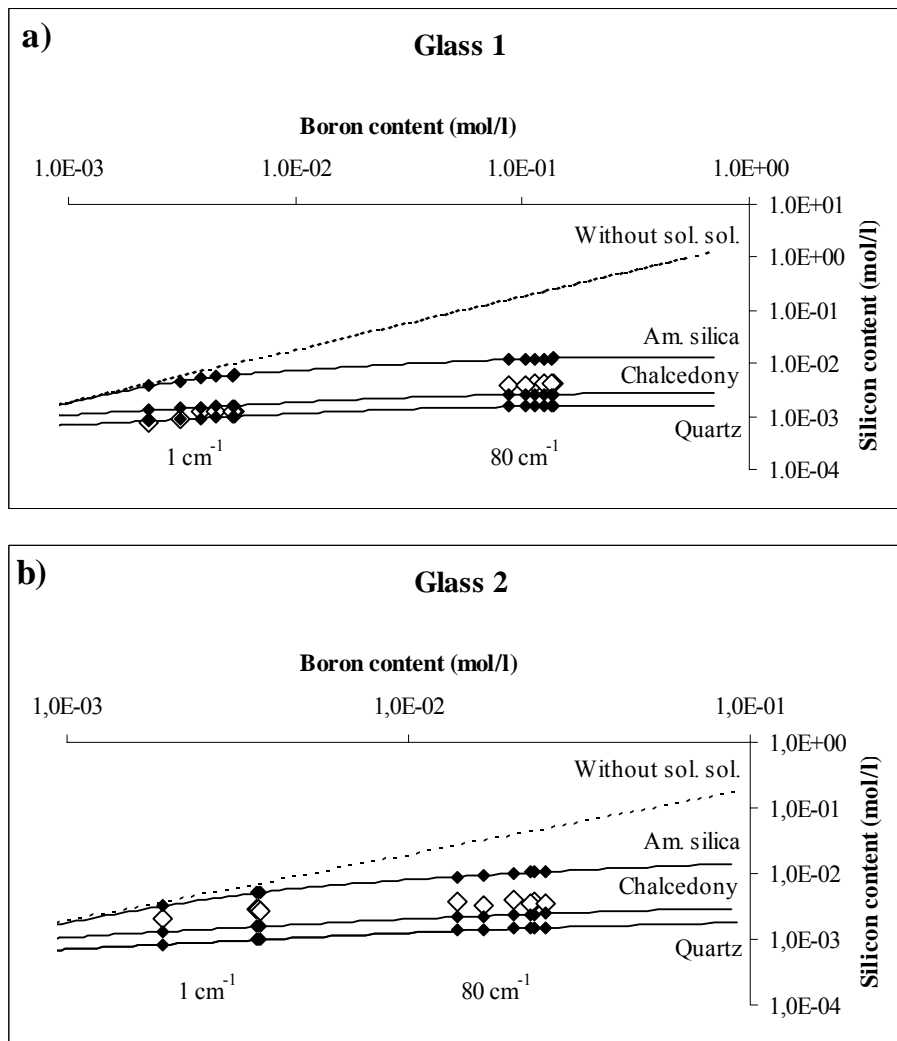 a)
Glass 1
Boron content (mol/l)
1.0E-03 1.0E-02 1.0E-01 1.0E+00
1.0E+01
Without sol. sol.
1.0E+00
1.0E-01
Am. silica
1.0E-02
Chalcedony
1.0E-03
Quartz
1 cm⁻¹ 80 cm⁻¹
1.0E-04
Silicon content (mol/l)
b)
Glass 2
Boron content (mol/l)
1,0E-03 1,0E-02 1,0E-01
1,0E+00
Without sol. sol.
1,0E-01
Am. silica
1,0E-02
Chalcedony
1,0E-03
Quartz
1 cm⁻¹ 80 cm⁻¹
1,0E-04
Silicon content (mol/l)